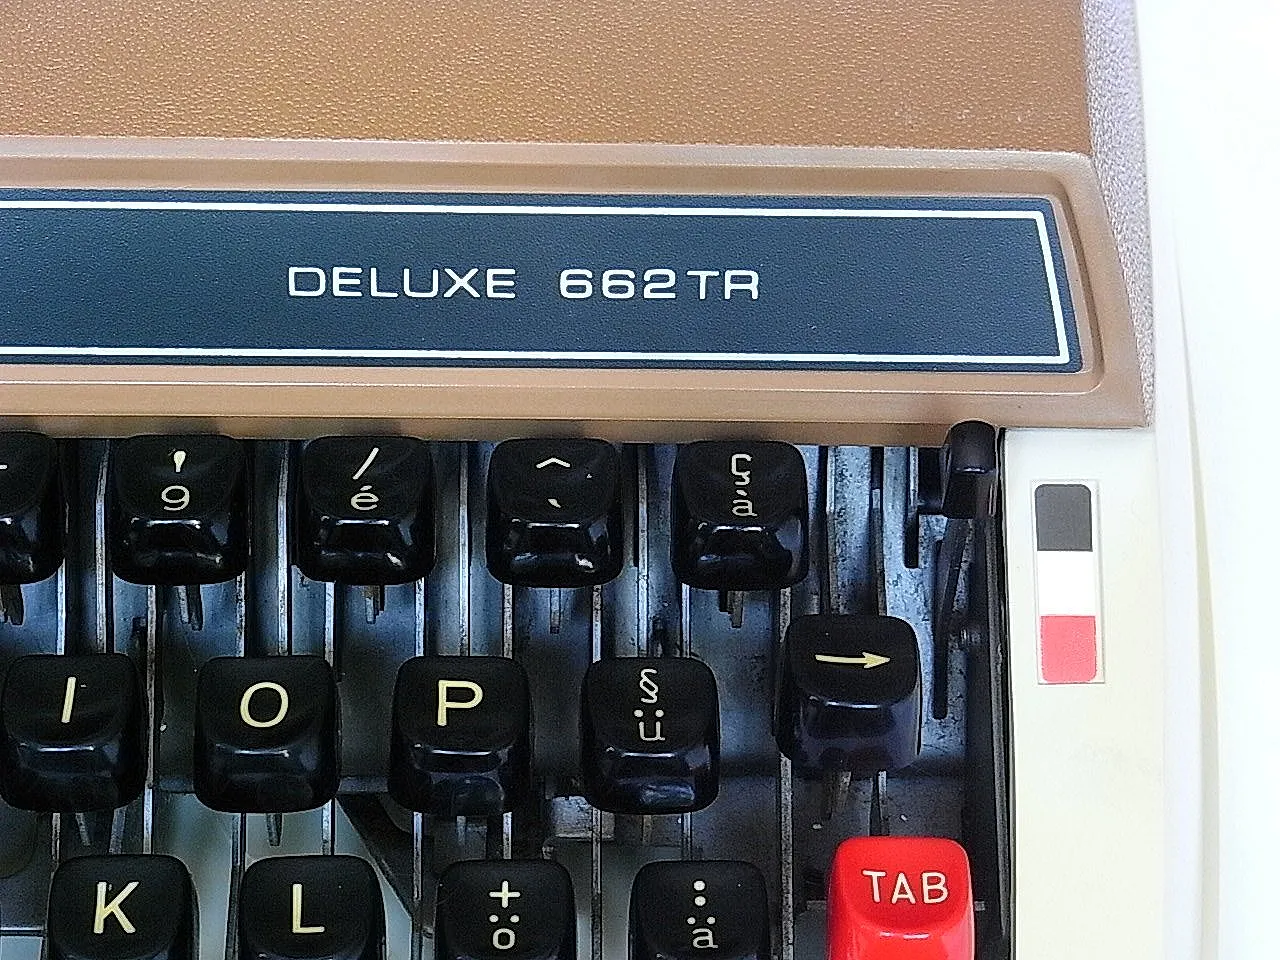 DELUXE 662TR
' / ^ ç
9 é ` à
I O P § →
ü
K L + : TAB
ö ä